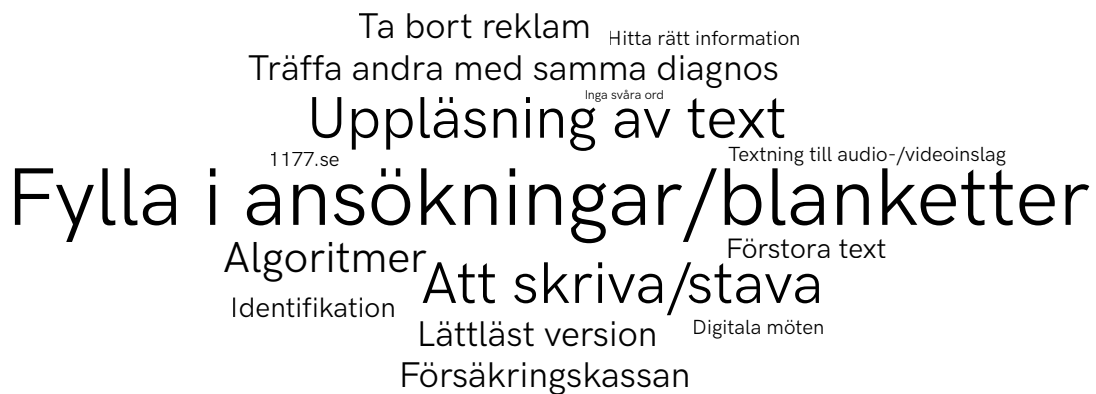 Ta bort reklam
Hitta rätt information
Träffa andra med samma diagnos
Inga svåra ord
Uppläsning av text
1177.se
Textning till audio-/videoinslag
Fylla i ansökningar/blanketter
Algoritmer
Förstora text
Att skriva/stava
Identifikation
Digitala möten
Lättläst version
Försäkringskassan